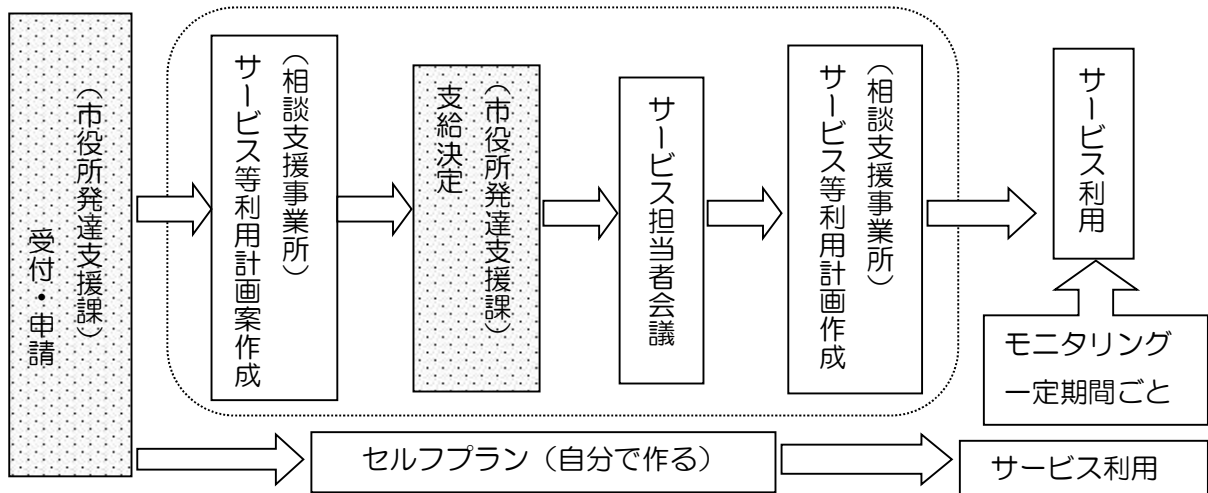 受付・申請
（市役所発達支援課）
サービス等利用計画案作成
（相談支援事業所）
支給決定
（市役所発達支援課）
サービス担当者会議
サービス等利用計画作成
（相談支援事業所）
サービス利用
モニタリング
一定期間ごと
セルフプラン（自分で作る）
サービス利用